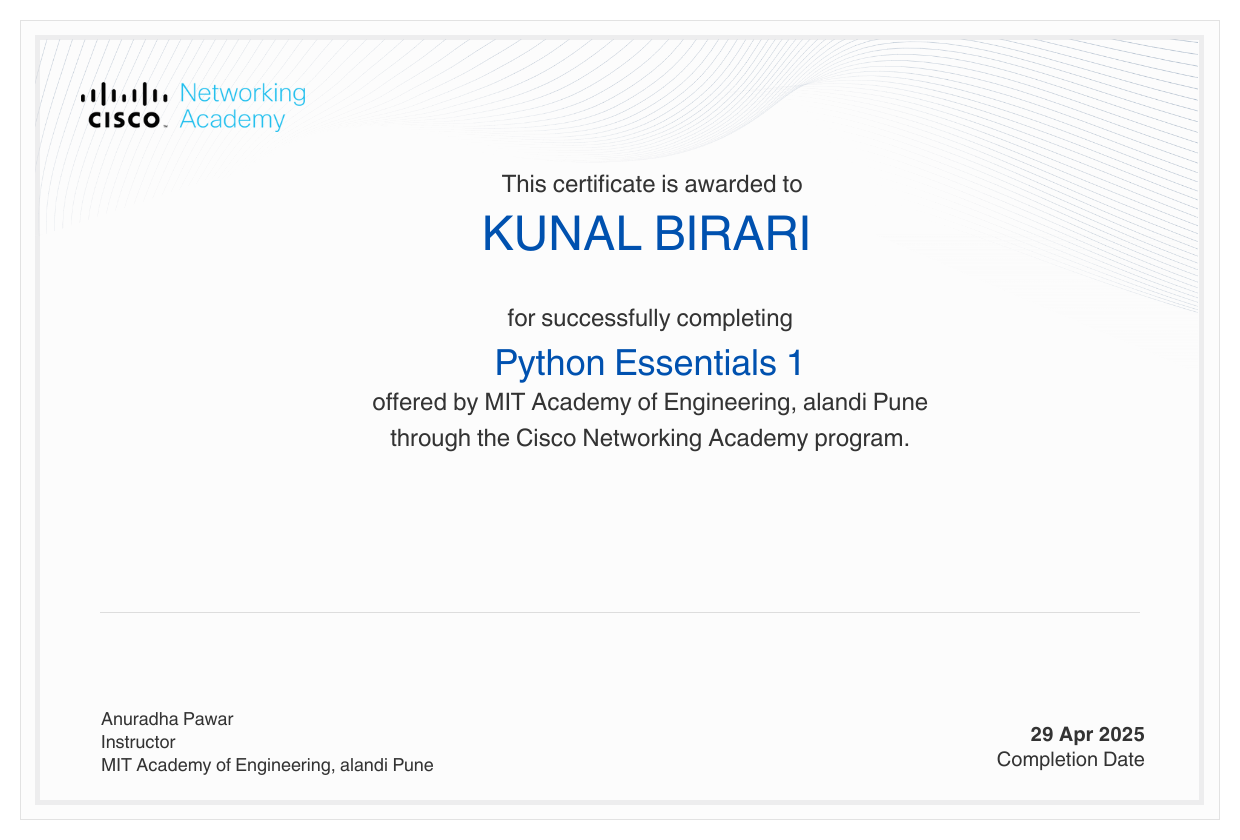 Networking
CISCO Academy
This certificate is awarded to
KUNAL BIRARI
for successfully completing
Python Essentials 1
offered by MIT Academy of Engineering, alandi Pune
through the Cisco Networking Academy program.
Anuradha Pawar
Instructor
MIT Academy of Engineering, alandi Pune
29 Apr 2025
Completion Date